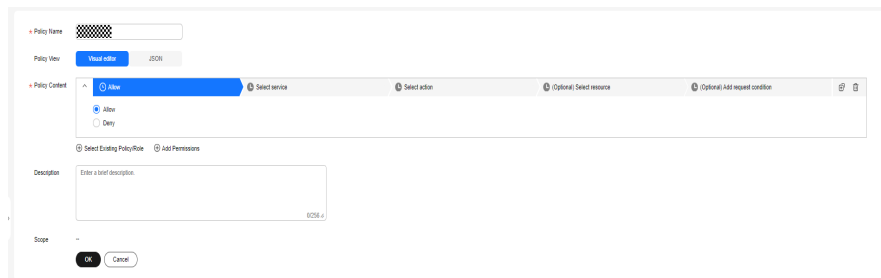 * Policy Name
Policy View Visual editor JSON
* Policy Content Allow Select service Select action (Optional) Select resource (Optional) Add request condition
Allow
Deny
Select Existing Policy/Role Add Permissions
Description Enter a brief description.
0/256
Scope --
OK Cancel